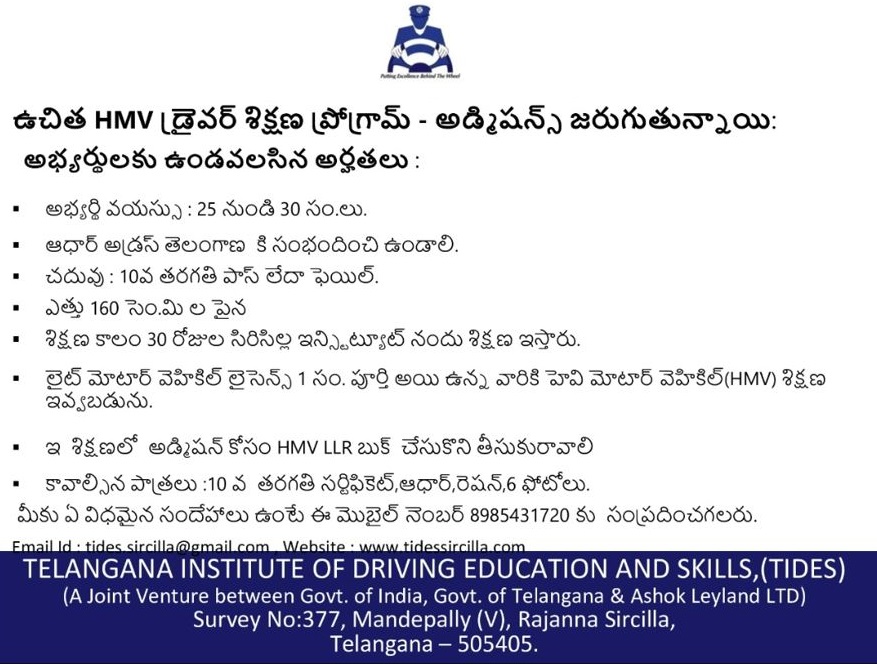 Putting Excellence Behind The Wheel
ఉచిత HMV డ్రైవర్ శిక్షణ ప్రోగ్రామ్ - అడ్మిషన్స్ జరుగుతున్నాయి:
అభ్యర్థులకు ఉండవలసిన అర్హతలు :
▪ అభ్యర్థి వయస్సు : 25 నుండి 30 సం.లు.
▪ ఆధార్ అడ్రస్ తెలంగాణ కి సంభందించి ఉండాలి.
▪ చదువు : 10వ తరగతి పాస్ లేదా ఫెయిల్.
▪ ఎత్తు 160 సెం.మి ల పైన
▪ శిక్షణ కాలం 30 రోజుల సిరిసిల్ల ఇన్స్టిట్యూట్ నందు శిక్షణ ఇస్తారు.
▪ లైట్ మోటార్ వెహికిల్ లైసెన్స్ 1 సం. పూర్తి అయి ఉన్న వారికి హెవి మోటార్ వెహికిల్(HMV) శిక్షణ
ఇవ్వబడును.
▪ ఇ శిక్షణలో అడ్మిషన్ కోసం HMV LLR బుక్ చేసుకొని తీసుకురావాలి
▪ కావాల్సిన పాత్రలు :10 వ తరగతి సర్టిఫికెట్,ఆధార్,రెషన్,6 ఫోటోలు.
మీకు ఏ విధమైన సందేహాలు ఉంటే ఈ మొబైల్ నెంబర్ 8985431720 కు సంప్రదించగలరు.
Email Id : tides.sircilla@gmail.com , Website : www.tidessircilla.com
TELANGANA INSTITUTE OF DRIVING EDUCATION AND SKILLS,(TIDES)
(A Joint Venture between Govt. of India, Govt. of Telangana & Ashok Leyland LTD)
Survey No:377, Mandepally (V), Rajanna Sircilla,
Telangana – 505405.